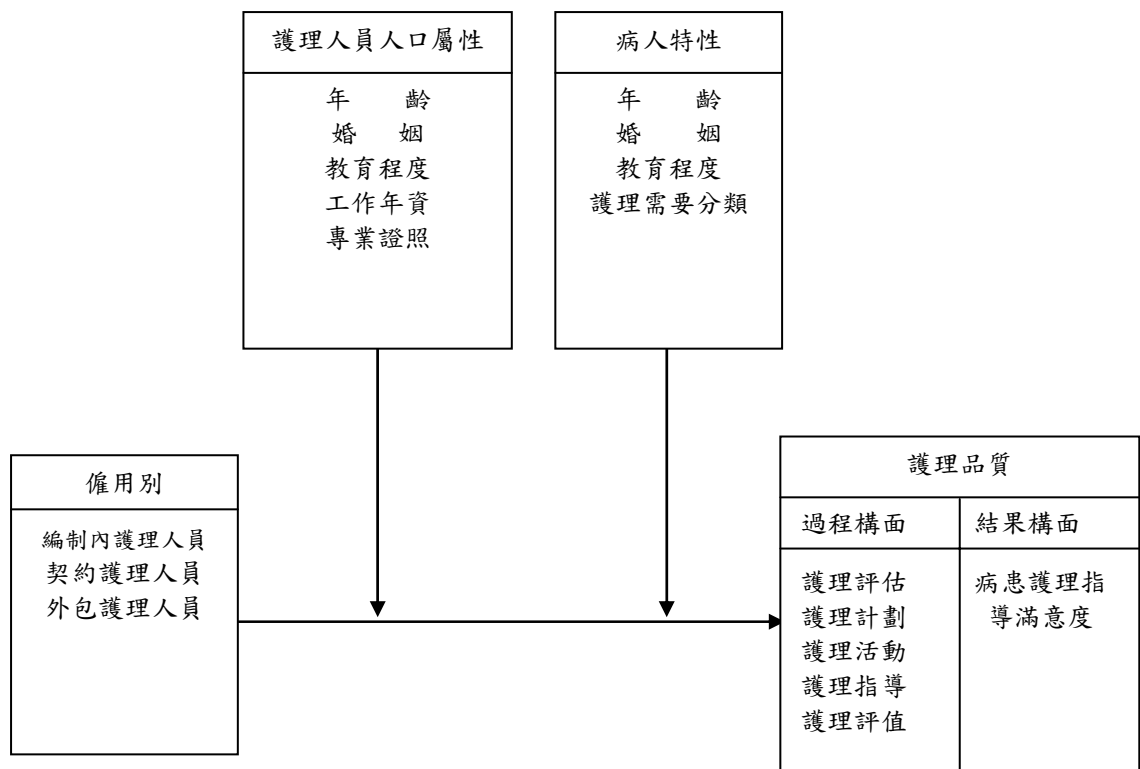 護理人員人口屬性
年 齡
婚 姻
教育程度
工作年資
專業證照
病人特性
年 齡
婚 姻
教育程度
護理需要分類
僱用別
編制內護理人員
契約護理人員
外包護理人員
護理品質
過程構面
護理評估
護理計劃
護理活動
護理指導
護理評值
結果構面
病患護理指
導滿意度